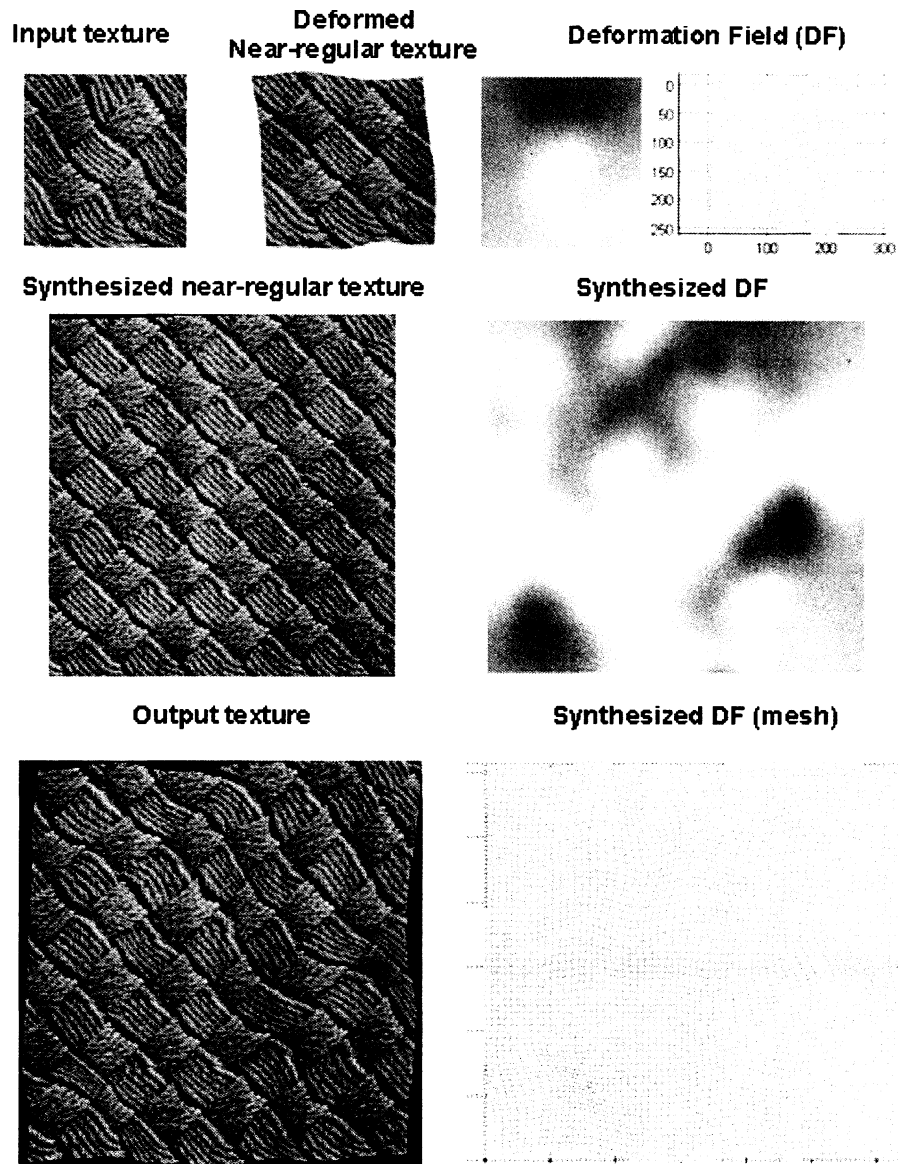 Input texture
Deformed
Near-regular texture
Deformation Field (DF)
0
50
100
150
200
250
0 100 200 300
Synthesized near-regular texture
Synthesized DF
Output texture
Synthesized DF (mesh)